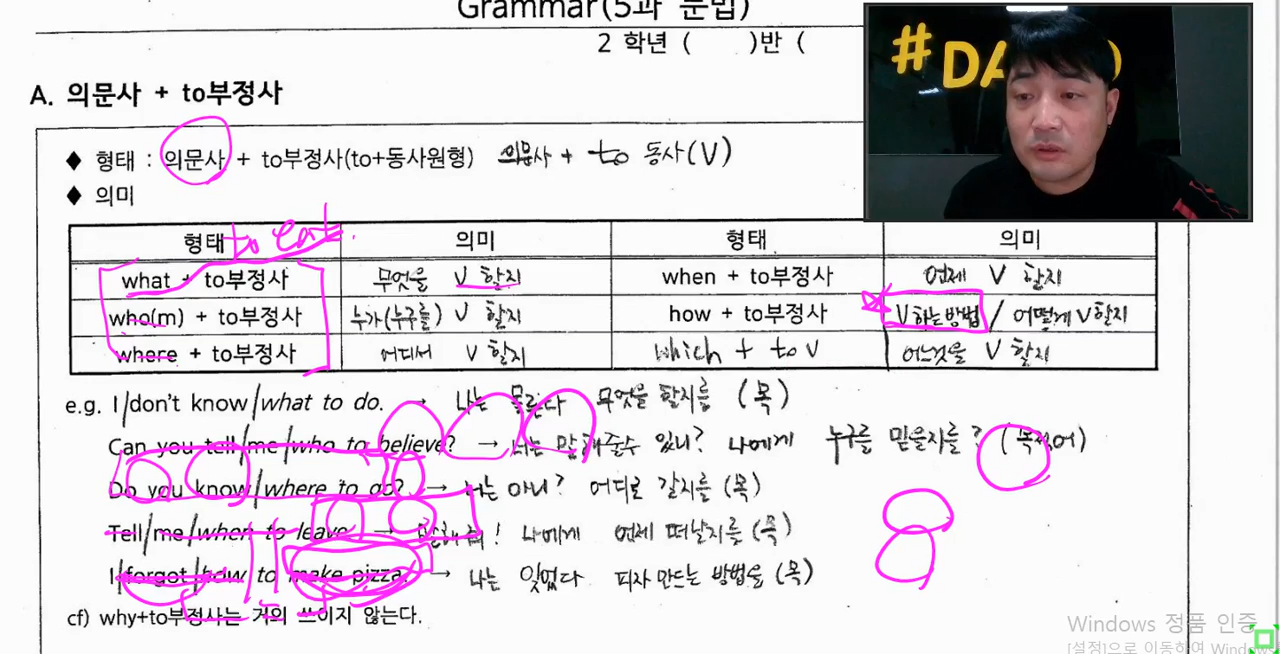 Grammar(5과 문법)
2 학년 ( )반 (
#DA
A. 의문사 + to부정사
◆ 형태 : 의문사 + to부정사(to+동사원형) 의문사 + to 동사(V)
◆ 의미
to eat.
형태 의미 형태 의미
what + to부정사 무엇을 V 할지 when + to부정사 언제 V 할지
who(m) + to부정사 누가(누구를) V 할지 how + to부정사 V 하는 방법 / 어떻게 V 할지
where + to부정사 어디서 V 할지 which + to V 어느것을 V 할지
e.g. I/don't know/what to do. → 나는 모른다 무엇을 할지를 (목)
Can you tell/me/who to believe? → 너는 말해줄수 있니? 나에게 누구를 믿을지를? (목적어)
Do you know/where to go? → 너는 아니? 어디로 갈지를 (목)
Tell/me/when to leave. → 말해줘! 나에게 언제 떠날지를 (목)
I/forgot/how to make pizza. → 나는 잊었다 피자 만드는 방법을 (목)
cf) why+to부정사는 거의 쓰이지 않는다.
Windows 정품 인증
[설정]으로 이동하여 Windows